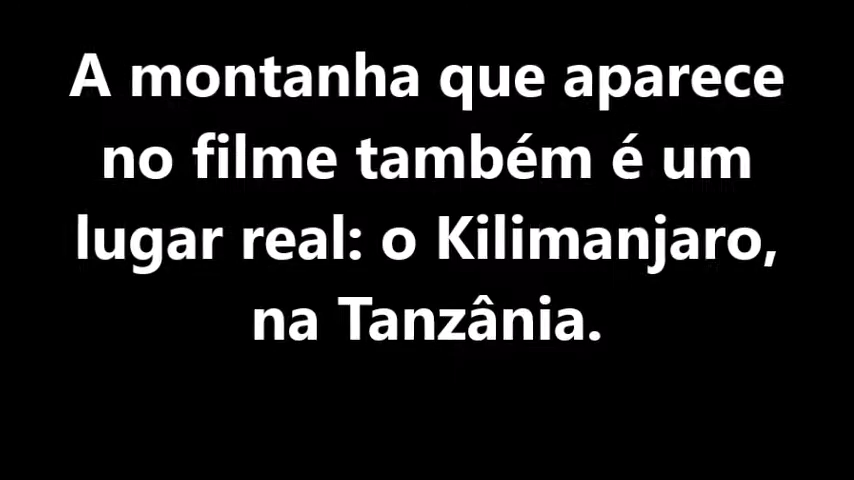 A montanha que aparece
no filme também é um
lugar real: o Kilimanjaro,
na Tanzânia.